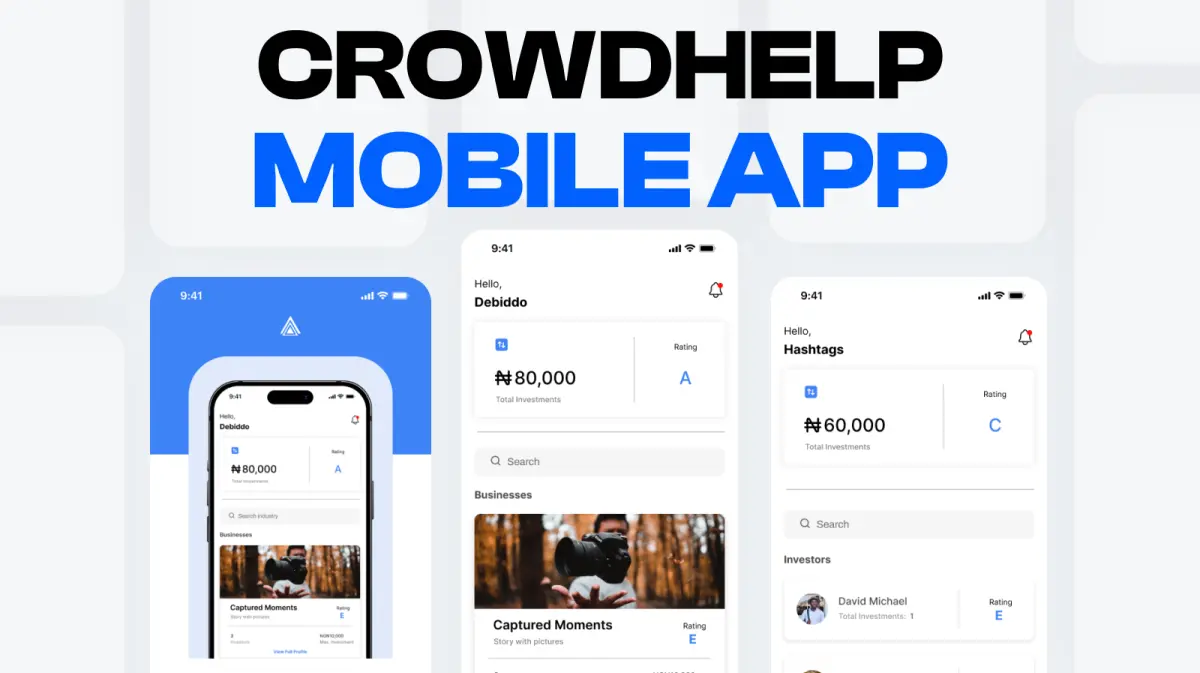 CROWDHELP
MOBILE APP
9:41
9:41
Hello,
Debiddo
₦80,000
Total Investments
Rating
A
Search industry
Businesses
Captured Moments
Story with pictures
Rating
E
3
Investors
NGN10,000
Max. Investment
View Full Profile
9:41
Hello,
Debiddo
₦80,000
Total Investments
Rating
A
Search
Businesses
Captured Moments
Story with pictures
Rating
E
9:41
Hello,
Hashtags
₦60,000
Total Investments
Rating
C
Search
Investors
David Michael
Total Investments: 1
Rating
E